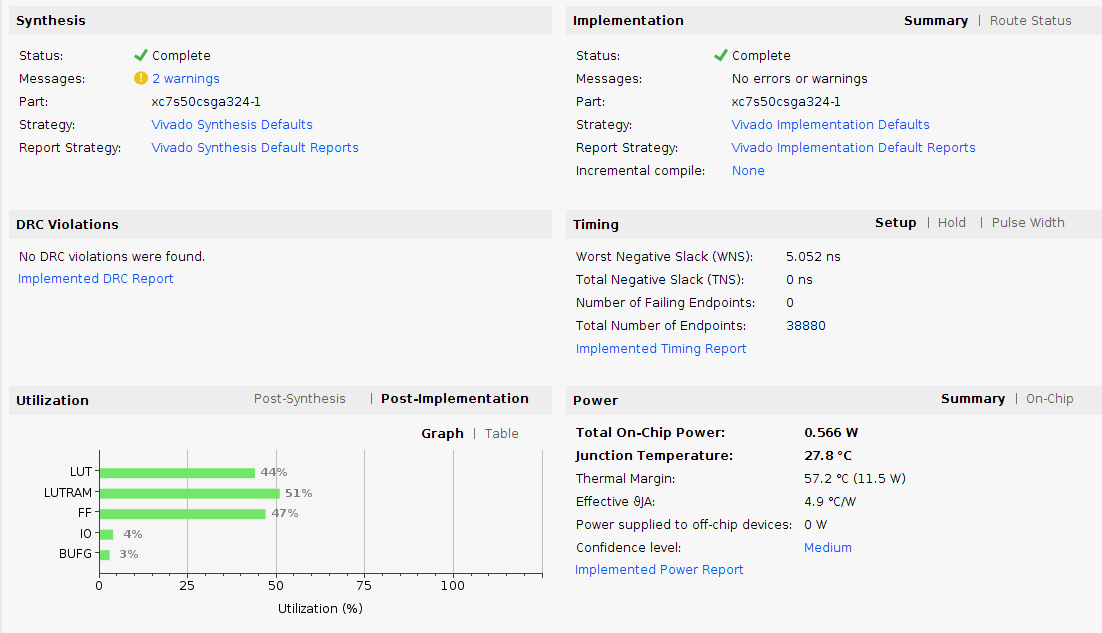 Synthesis
Status: Complete
Messages: 2 warnings
Part: xc7s50csga324-1
Strategy: Vivado Synthesis Defaults
Report Strategy: Vivado Synthesis Default Reports
Implementation Summary | Route Status
Status: Complete
Messages: No errors or warnings
Part: xc7s50csga324-1
Strategy: Vivado Implementation Defaults
Report Strategy: Vivado Implementation Default Reports
Incremental compile: None
DRC Violations
No DRC violations were found.
Implemented DRC Report
Timing Setup | Hold | Pulse Width
Worst Negative Slack (WNS): 5.052 ns
Total Negative Slack (TNS): 0 ns
Number of Failing Endpoints: 0
Total Number of Endpoints: 38880
Implemented Timing Report
Utilization Post-Synthesis | Post-Implementation
Graph | Table
LUT 44%
LUTRAM 51%
FF 47%
IO 4%
BUFG 3%
0 25 50 75 100
Utilization (%)
Power Summary | On-Chip
Total On-Chip Power: 0.566 W
Junction Temperature: 27.8 °C
Thermal Margin: 57.2 °C (11.5 W)
Effective ϑJA: 4.9 °C/W
Power supplied to off-chip devices: 0 W
Confidence level: Medium
Implemented Power Report